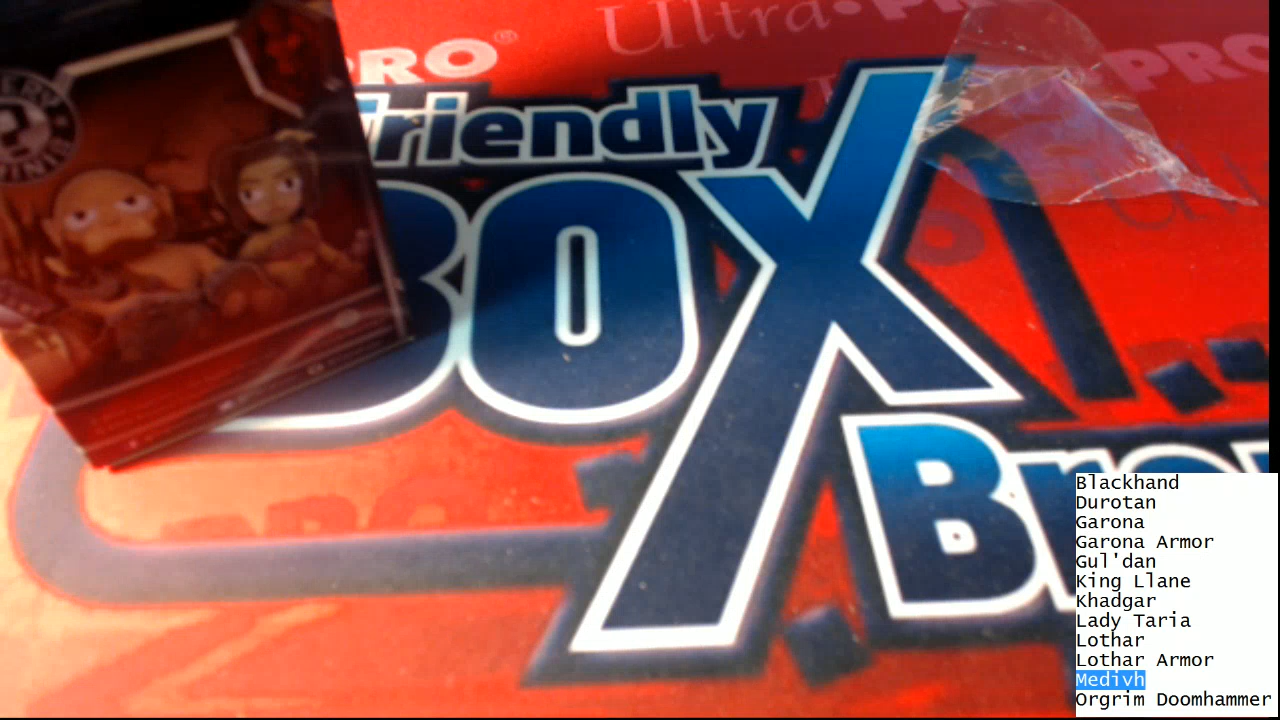 PRO®
Ultra•PRO
PRO
Friendly
BOX
Blackhand
Durotan
Garona
Garona Armor
Gul'dan
King Llane
Khadgar
Lady Taria
Lothar
Lothar Armor
Medivh
Orgrim Doomhammer